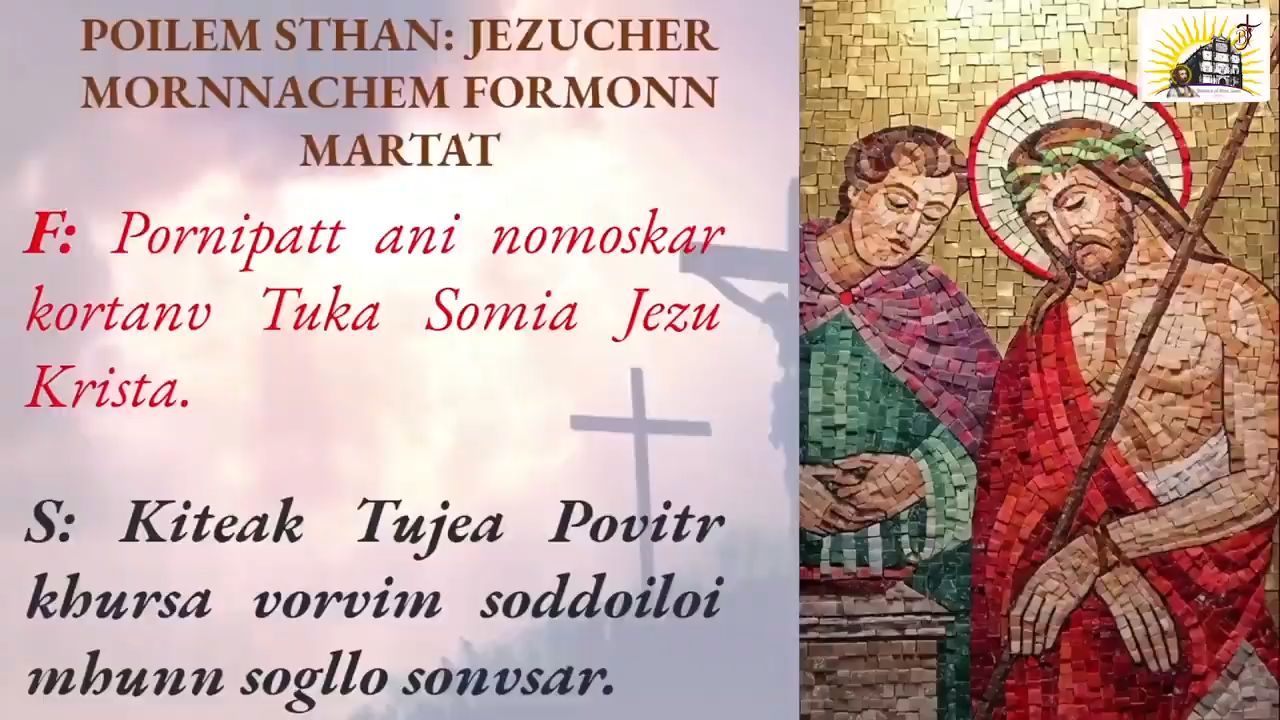 POILEM STHAN: JEZUCHER
MORNNACHEM FORMONN
MARTAT
F: Pornipatt ani nomoskar
kortanv Tuka Somia Jezu
Krista.
S: Kiteak Tujea Povitr
khursa vorvim soddoiloi
mhunn sogllo sonvsar.